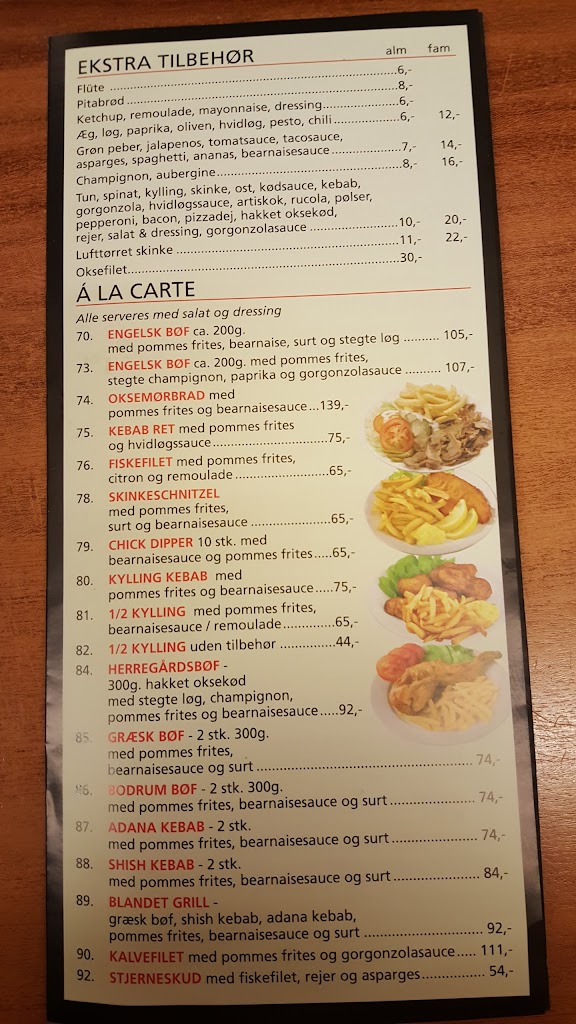 EKSTRA TILBEHØR alm fam
Flüte ....................6,-
Pitabrød ....................8,-
Ketchup, remoulade, mayonnaise, dressing....................6,-
Æg, løg, paprika, oliven, hvidløg, pesto, chili....................6,- 12,-
Grøn peber, jalapenos, tomatsauce, tacosauce,
asparges, spaghetti, ananas, bearnaisesauce....................7,- 14,-
Champignon, aubergine....................8,- 16,-
Tun, spinat, kylling, skinke, ost, kødsauce, kebab,
gorgonzola, hvidløgssauce, artiskok, rucola, pølser,
pepperoni, bacon, pizzadej, hakket oksekød,
rejer, salat & dressing, gorgonzolasauce ....................10,- 20,-
Lufttørret skinke ....................11,- 22,-
Oksefilet....................30,-
Á LA CARTE
Alle serveres med salat og dressing
70. ENGELSK BØF ca. 200g.
med pommes frites, bearnaise, surt og stegte løg .......... 105,-
73. ENGELSK BØF ca. 200g. med pommes frites,
stegte champignon, paprika og gorgonzolasauce .......... 107,-
74. OKSEMØRBRAD med
pommes frites og bearnaisesauce...139,-
75. KEBAB RET med pommes frites
og hvidløgssauce....................75,-
76. FISKEFILET med pommes frites,
citron og remoulade....................65,-
78. SKINKESCHNITZEL
med pommes frites,
surt og bearnaisesauce ....................65,-
79. CHICK DIPPER 10 stk. med
bearnaisesauce og pommes frites.....65,-
80. KYLLING KEBAB med
pommes frites og bearnaisesauce.....75,-
81. 1/2 KYLLING med pommes frites,
bearnaisesauce / remoulade.............65,-
82. 1/2 KYLLING uden tilbehør ..............44,-
84. HERREGÅRDSBØF -
300g. hakket oksekød
med stegte løg, champignon,
pommes frites og bearnaisesauce.....92,-
85. GRÆSK BØF - 2 stk. 300g.
med pommes frites,
bearnaisesauce og surt .................... 74,-
86. BODRUM BØF - 2 stk. 300g.
med pommes frites, bearnaisesauce og surt .................... 74,-
87. ADANA KEBAB - 2 stk.
med pommes frites, bearnaisesauce og surt .................... 74,-
88. SHISH KEBAB - 2 stk.
med pommes frites, bearnaisesauce og surt .................... 84,-
89. BLANDET GRILL -
græsk bøf, shish kebab, adana kebab,
pommes frites, bearnaisesauce og surt .................... 92,-
90. KALVEFILET med pommes frites og gorgonzolasauce..... 111,-
92. STJERNESKUD med fiskefilet, rejer og asparges.................... 54,-